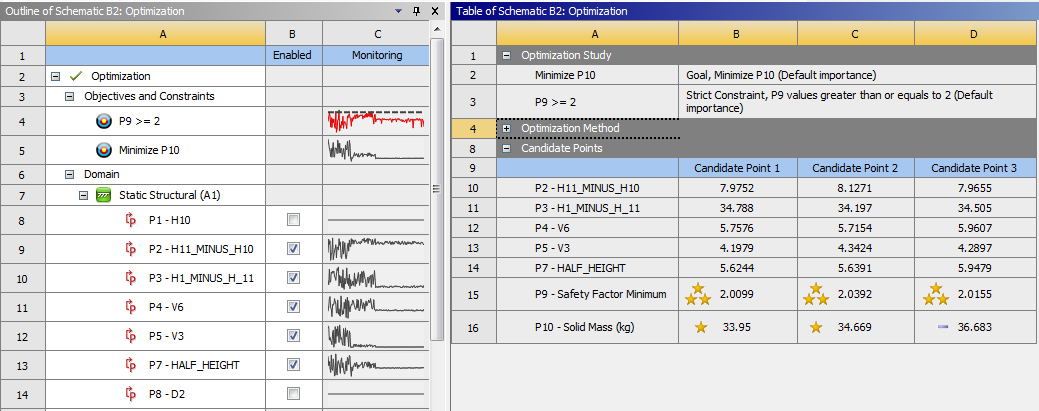 Outline of Schematic B2: Optimization
A B C
1 Enabled Monitoring
2 Optimization
3 Objectives and Constraints
4 P9 >= 2
5 Minimize P10
6 Domain
7 Static Structural (A1)
8 P1 - H10
9 P2 - H11_MINUS_H10
10 P3 - H1_MINUS_H_11
11 P4 - V6
12 P5 - V3
13 P7 - HALF_HEIGHT
14 P8 - D2
Table of Schematic B2: Optimization
A B C D
1 Optimization Study
2 Minimize P10 Goal, Minimize P10 (Default importance)
3 P9 >= 2 Strict Constraint, P9 values greater than or equals to 2 (Default
importance)
4 Optimization Method
8 Candidate Points
9 Candidate Point 1 Candidate Point 2 Candidate Point 3
10 P2 - H11_MINUS_H10 7.9752 8.1271 7.9655
11 P3 - H1_MINUS_H_11 34.788 34.197 34.505
12 P4 - V6 5.7576 5.7154 5.9607
13 P5 - V3 4.1979 4.3424 4.2897
14 P7 - HALF_HEIGHT 5.6244 5.6391 5.9479
15 P9 - Safety Factor Minimum 2.0099 2.0392 2.0155
16 P10 - Solid Mass (kg) 33.95 34.669 36.683